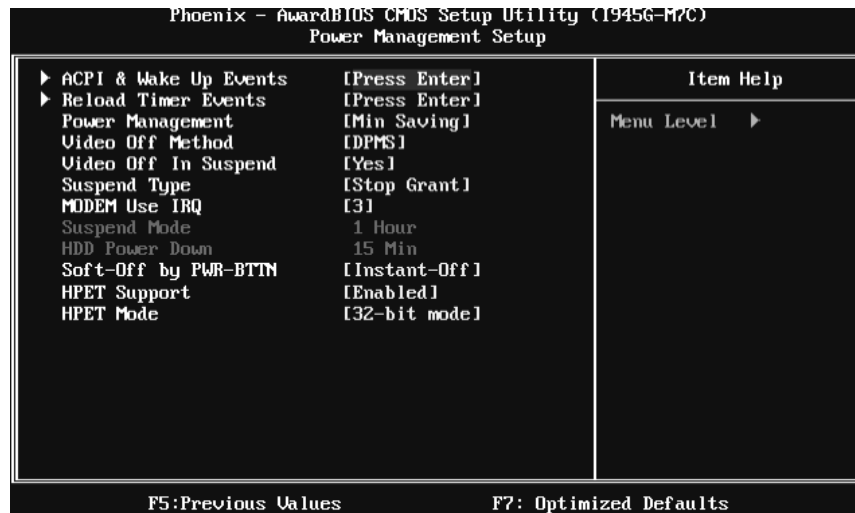 Phoenix - AwardBIOS CMOS Setup Utility (I945G-M7C)
Power Management Setup
ACPI & Wake Up Events [Press Enter]
Reload Timer Events [Press Enter]
Power Management [Min Saving]
Video Off Method [DPMS]
Video Off In Suspend [Yes]
Suspend Type [Stop Grant]
MODEM Use IRQ [3]
Suspend Mode 1 Hour
HDD Power Down 15 Min
Soft-Off by PWR-BTTN [Instant-Off]
HPET Support [Enabled]
HPET Mode [32-bit mode]
Item Help
Menu Level
F5:Previous Values F7: Optimized Defaults